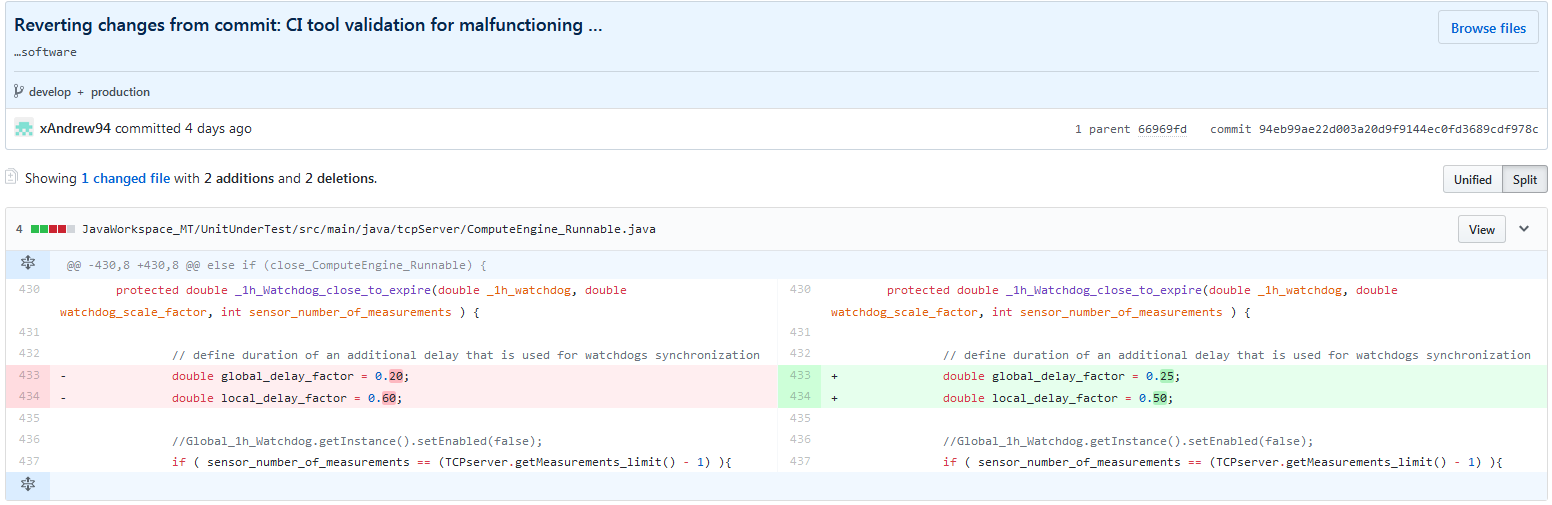 Reverting changes from commit: CI tool validation for malfunctioning ...
Browse files
…software
develop + production
xAndrew94 committed 4 days ago
1 parent 66969fd commit 94eb99ae22d003a20d9f9144ec0fd3689cdf978c
Showing 1 changed file with 2 additions and 2 deletions.
Unified Split
4 JavaWorkspace_MT/UnitUnderTest/src/main/java/tcpServer/ComputeEngine_Runnable.java
View
@@ -430,8 +430,8 @@ else if (close_ComputeEngine_Runnable) {
430 protected double _1h_Watchdog_close_to_expire(double _1h_watchdog, double
watchdog_scale_factor, int sensor_number_of_measurements ) {
431
432 // define duration of an additional delay that is used for watchdogs synchronization
433 - double global_delay_factor = 0.20;
434 - double local_delay_factor = 0.60;
435
436 //Global_1h_Watchdog.getInstance().setEnabled(false);
437 if ( sensor_number_of_measurements == (TCPserver.getMeasurements_limit() - 1) ){
430 protected double _1h_Watchdog_close_to_expire(double _1h_watchdog, double
watchdog_scale_factor, int sensor_number_of_measurements ) {
431
432 // define duration of an additional delay that is used for watchdogs synchronization
433 + double global_delay_factor = 0.25;
434 + double local_delay_factor = 0.50;
435
436 //Global_1h_Watchdog.getInstance().setEnabled(false);
437 if ( sensor_number_of_measurements == (TCPserver.getMeasurements_limit() - 1) ){